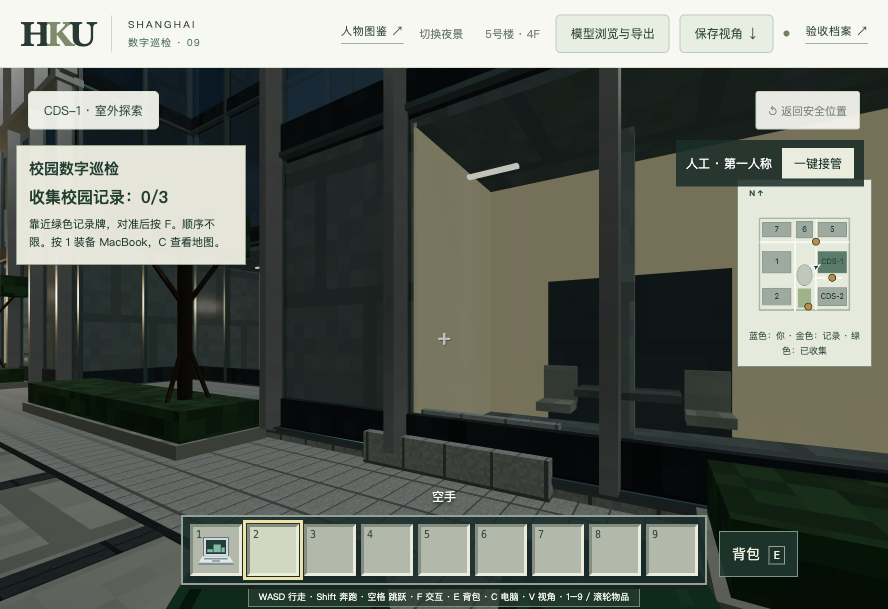 HKU
SHANGHAI
数字巡检 · 09
人物图鉴 ↗
切换夜景
5号楼 · 4F
模型浏览与导出
保存视角 ↓
验收档案 ↗
CDS–1 · 室外探索
返回安全位置
校园数字巡检
收集校园记录：0/3
靠近绿色记录牌，对准后按 F。顺序不
限。按 1 装备 MacBook，C 查看地图。
人工 · 第一人称
一键接管
N ↑
7
6
5
1
CDS-1
2
CDS-2
蓝色：你 · 金色：记录 · 绿
色：已收集
空手
1
2
3
4
5
6
7
8
9
背包 E
WASD 行走 · Shift 奔跑 · 空格 跳跃 · F 交互 · E 背包 · C 电脑 · V 视角 · 1—9 / 滚轮物品